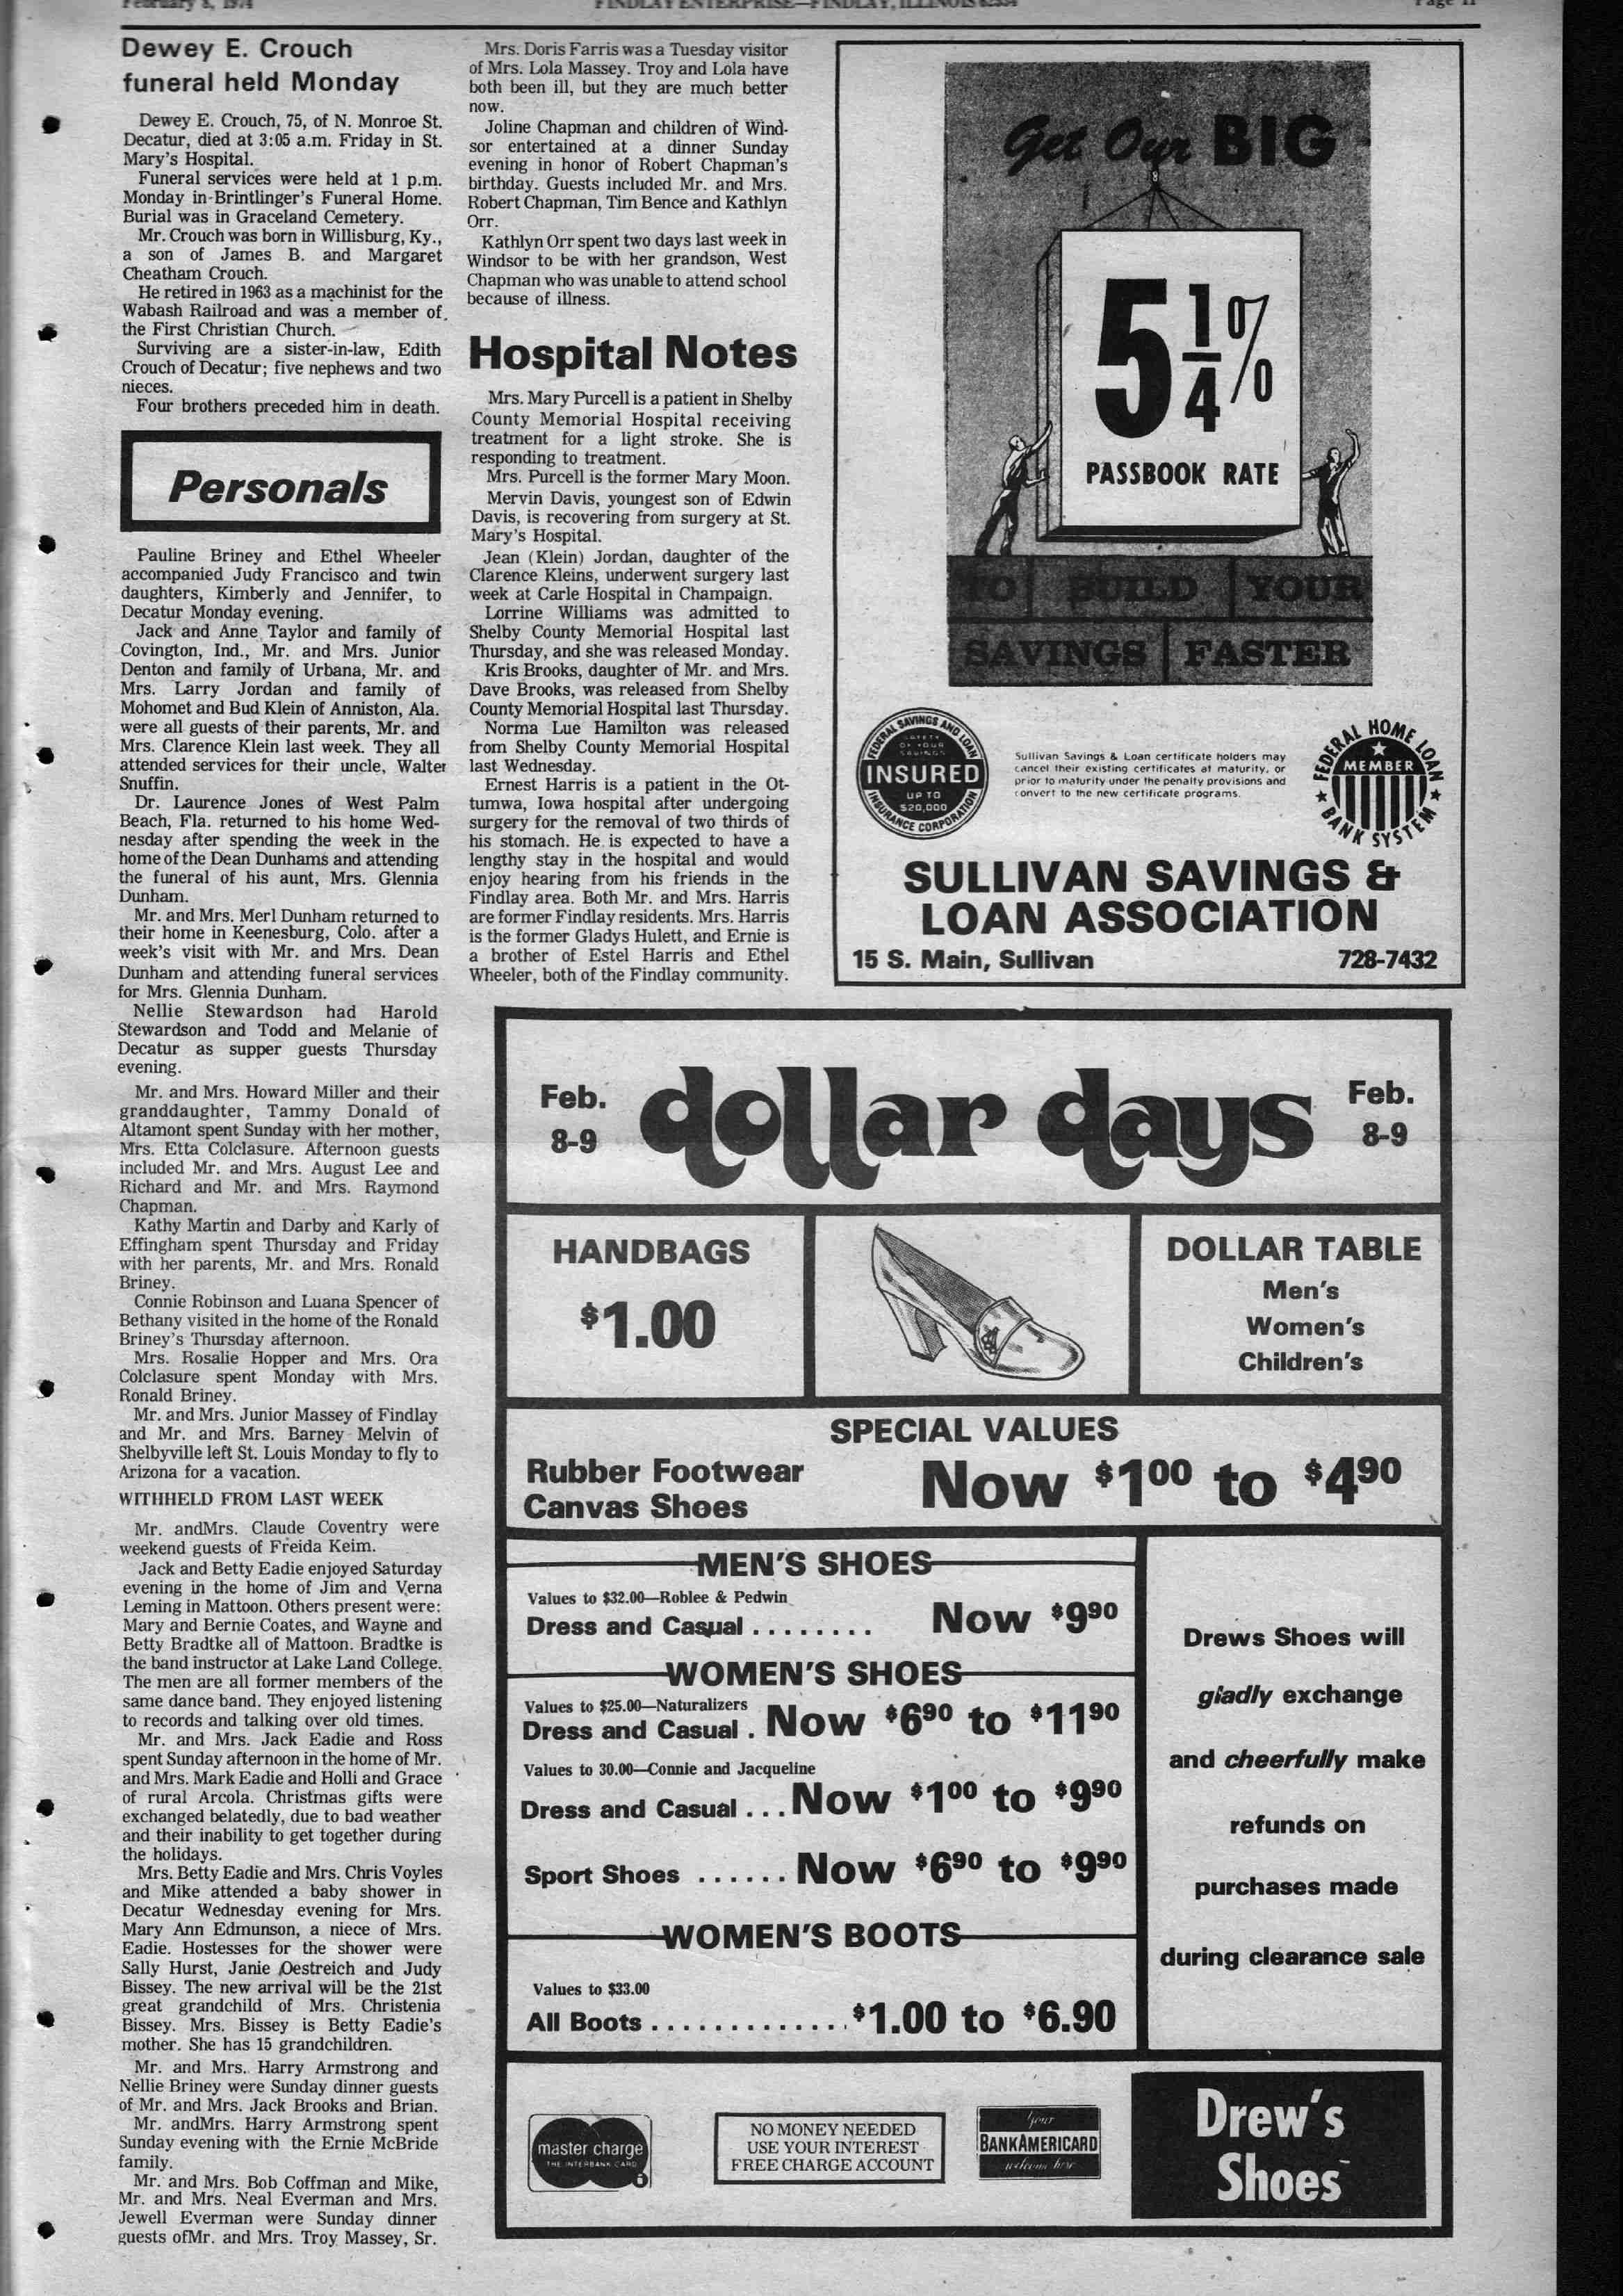 February 8, 1974
FINDLAY ENTERPRISE—FINDLAY, ILLINOIS 62534
Page 11
Dewey E. Crouch
funeral held Monday
Dewey E. Crouch, 75, of N. Monroe St.
Decatur, died at 3:05 a.m. Friday in St.
Mary's Hospital.
Funeral services were held at 1 p.m.
Monday in Brintlinger's Funeral Home.
Burial was in Graceland Cemetery.
Mr. Crouch was born in Willisburg, Ky.,
a son of James B. and Margaret
Cheatham Crouch.
He retired in 1963 as a machinist for the
Wabash Railroad and was a member of
the First Christian Church.
Surviving are a sister-in-law, Edith
Crouch of Decatur; five nephews and two
nieces.
Four brothers preceded him in death.
Personals
Pauline Briney and Ethel Wheeler
accompanied Judy Francisco and twin
daughters, Kimberly and Jennifer, to
Decatur Monday evening.
Jack and Anne Taylor and family of
Covington, Ind., Mr. and Mrs. Junior
Denton and family of Urbana, Mr. and
Mrs. Larry Jordan and family of
Mohomet and Bud Klein of Anniston, Ala.
were all guests of their parents, Mr. and
Mrs. Clarence Klein last week. They all
attended services for their uncle, Walter
Snuffin.
Dr. Laurence Jones of West Palm
Beach, Fla. returned to his home Wed-
nesday after spending the week in the
home of the Dean Dunhams and attending
the funeral of his aunt, Mrs. Glennia
Dunham.
Mr. and Mrs. Merl Dunham returned to
their home in Keenesburg, Colo. after a
week's visit with Mr. and Mrs. Dean
Dunham and attending funeral services
for Mrs. Glennia Dunham.
Nellie Stewardson had Harold
Stewardson and Todd and Melanie of
Decatur as supper guests Thursday
evening.
Mr. and Mrs. Howard Miller and their
granddaughter, Tammy Donald of
Altamont spent Sunday with her mother,
Mrs. Etta Colclasure. Afternoon guests
included Mr. and Mrs. August Lee and
Richard and Mr. and Mrs. Raymond
Chapman.
Kathy Martin and Darby and Karly of
Effingham spent Thursday and Friday
with her parents, Mr. and Mrs. Ronald
Briney.
Connie Robinson and Luana Spencer of
Bethany visited in the home of the Ronald
Briney's Thursday afternoon.
Mrs. Rosalie Hopper and Mrs. Ora
Colclasure spent Monday with Mrs.
Ronald Briney.
Mr. and Mrs. Junior Massey of Findlay
and Mr. and Mrs. Barney Melvin of
Shelbyville left St. Louis Monday to fly to
Arizona for a vacation.
WITHHELD FROM LAST WEEK
Mr. andMrs. Claude Coventry were
weekend guests of Freida Keim.
Jack and Betty Eadie enjoyed Saturday
evening in the home of Jim and Verna
Leming in Mattoon. Others present were:
Mary and Bernie Coates, and Wayne and
Betty Bradtke all of Mattoon. Bradtke is
the band instructor at Lake Land College.
The men are all former members of the
same dance band. They enjoyed listening
to records and talking over old times.
Mr. and Mrs. Jack Eadie and Ross
spent Sunday afternoon in the home of Mr.
and Mrs. Mark Eadie and Holli and Grace
of rural Arcola. Christmas gifts were
exchanged belatedly, due to bad weather
and their inability to get together during
the holidays.
Mrs. Betty Eadie and Mrs. Chris Voyles
and Mike attended a baby shower in
Decatur Wednesday evening for Mrs.
Mary Ann Edmunson, a niece of Mrs.
Eadie. Hostesses for the shower were
Sally Hurst, Janie Oestreich and Judy
Bissey. The new arrival will be the 21st
great grandchild of Mrs. Christenia
Bissey. Mrs. Bissey is Betty Eadie's
mother. She has 15 grandchildren.
Mr. and Mrs. Harry Armstrong and
Nellie Briney were Sunday dinner guests
of Mr. and Mrs. Jack Brooks and Brian.
Mr. andMrs. Harry Armstrong spent
Sunday evening with the Ernie McBride
family.
Mr. and Mrs. Bob Coffman and Mike,
Mr. and Mrs. Neal Everman and Mrs.
Jewell Everman were Sunday dinner
guests ofMr. and Mrs. Troy Massey, Sr.
Mrs. Doris Farris was a Tuesday visitor
of Mrs. Lola Massey. Troy and Lola have
both been ill, but they are much better
now.
Joline Chapman and children of Wind-
sor entertained at a dinner Sunday
evening in honor of Robert Chapman's
birthday. Guests included Mr. and Mrs.
Robert Chapman, Tim Bence and Kathlyn
Orr.
Kathlyn Orr spent two days last week in
Windsor to be with her grandson, West
Chapman who was unable to attend school
because of illness.
Hospital Notes
Mrs. Mary Purcell is a patient in Shelby
County Memorial Hospital receiving
treatment for a light stroke. She is
responding to treatment.
Mrs. Purcell is the former Mary Moon.
Mervin Davis, youngest son of Edwin
Davis, is recovering from surgery at St.
Mary's Hospital.
Jean (Klein) Jordan, daughter of the
Clarence Kleins, underwent surgery last
week at Carle Hospital in Champaign.
Lorrine Williams was admitted to
Shelby County Memorial Hospital last
Thursday, and she was released Monday.
Kris Brooks, daughter of Mr. and Mrs.
Dave Brooks, was released from Shelby
County Memorial Hospital last Thursday.
Norma Lue Hamilton was released
from Shelby County Memorial Hospital
last Wednesday.
Ernest Harris is a patient in the Ot-
tumwa, Iowa hospital after undergoing
surgery for the removal of two thirds of
his stomach. He is expected to have a
lengthy stay in the hospital and would
enjoy hearing from his friends in the
Findlay area. Both Mr. and Mrs. Harris
are former Findlay residents. Mrs. Harris
is the former Gladys Hulett, and Ernie is
a brother of Estel Harris and Ethel
Wheeler, both of the Findlay community.
Get Our BIG
5 1/4 %
PASSBOOK RATE
TO BUILD YOUR
SAVINGS FASTER
FEDERAL SAVINGS AND LOAN
SAFETY
OF YOUR
SAVINGS
INSURED
UP TO
$20,000
INSURANCE CORPORATION
Sullivan Savings & Loan certificate holders may
cancel their existing certificates at maturity, or
prior to maturity under the penalty provisions and
convert to the new certificate programs.
FEDERAL HOME LOAN
MEMBER
BANK SYSTEM
SULLIVAN SAVINGS &
LOAN ASSOCIATION
15 S. Main, Sullivan 728-7432
Feb.
8-9
dollar days
Feb.
8-9
HANDBAGS
$1.00
DOLLAR TABLE
Men's
Women's
Children's
SPECIAL VALUES
Rubber Footwear
Canvas Shoes
Now $100 to $490
MEN'S SHOES
Values to $32.00—Roblee & Pedwin
Dress and Casual ........ Now $990
WOMEN'S SHOES
Values to $25.00—Naturalizers
Dress and Casual . Now $690 to $1190
Values to 30.00—Connie and Jacqueline
Dress and Casual ... Now $100 to $990
Sport Shoes ...... Now $690 to $990
WOMEN'S BOOTS
Values to $33.00
All Boots ............. $1.00 to $6.90
Drews Shoes will
gladly exchange
and cheerfully make
refunds on
purchases made
during clearance sale
master charge
THE INTERBANK CARD
NO MONEY NEEDED
USE YOUR INTEREST
FREE CHARGE ACCOUNT
Your
BANKAMERICARD
welcome here
Drew's
Shoes